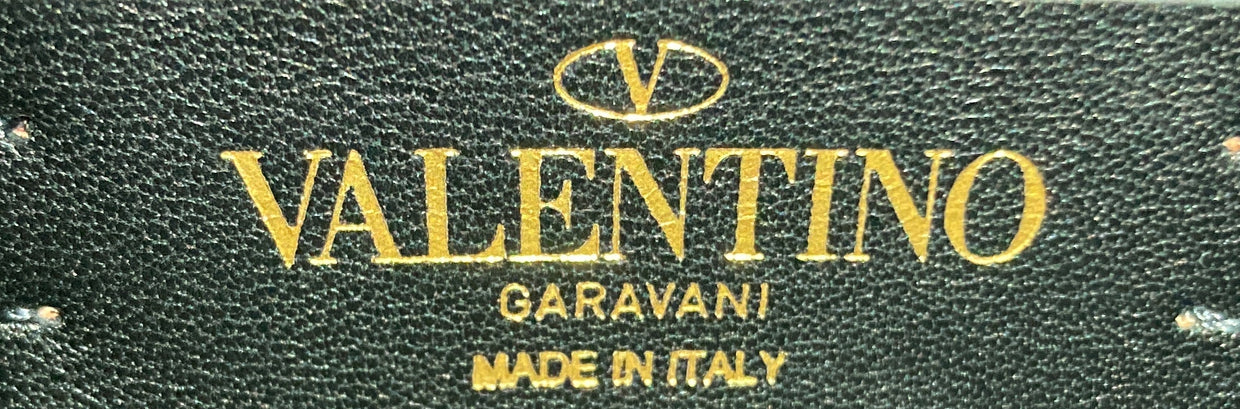 V
VALENTINO
GARAVANI
MADE IN ITALY